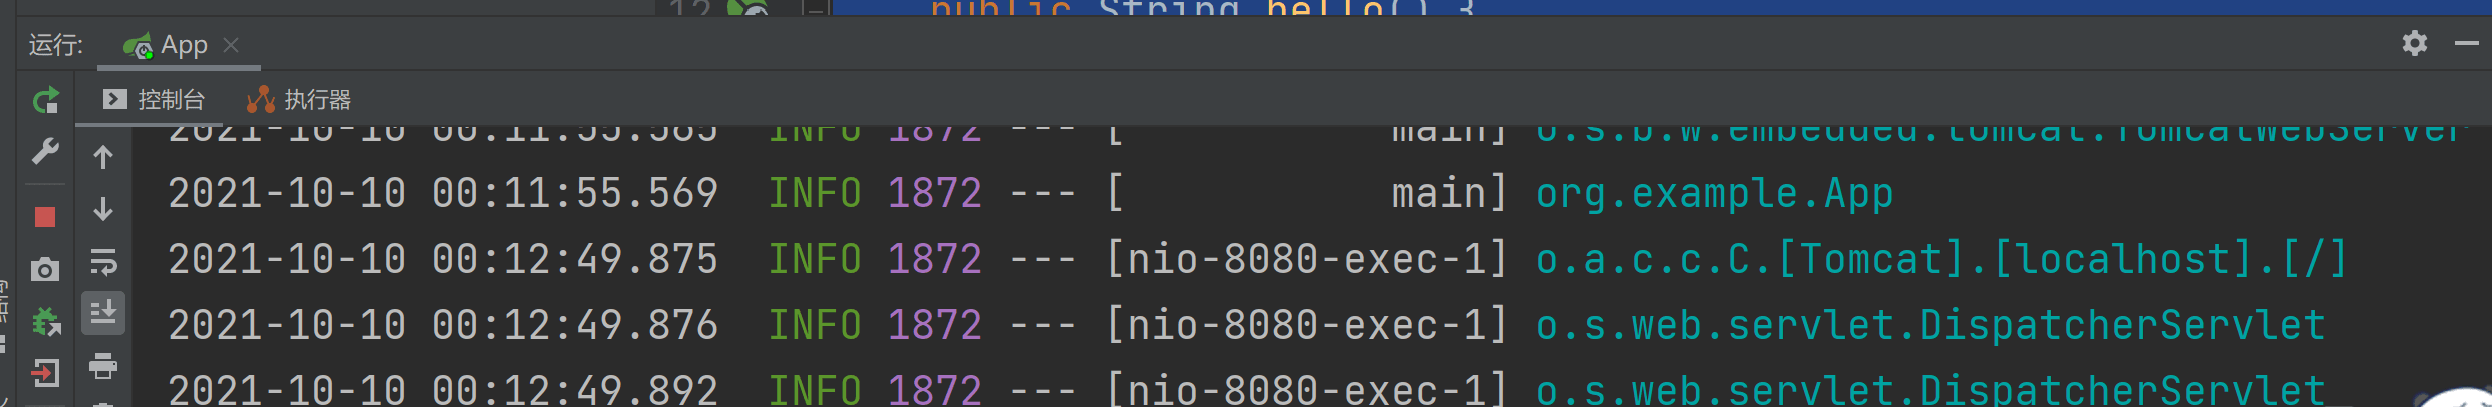 12 public String hello() {
运行: App
控制台 执行器
2021-10-10 00:11:55.565 INFO 1872 --- [ main] o.s.b.w.embedded.tomcat.TomcatWebServer
2021-10-10 00:11:55.569 INFO 1872 --- [ main] org.example.App
2021-10-10 00:12:49.875 INFO 1872 --- [nio-8080-exec-1] o.a.c.c.C.[Tomcat].[localhost].[/]
2021-10-10 00:12:49.876 INFO 1872 --- [nio-8080-exec-1] o.s.web.servlet.DispatcherServlet
2021-10-10 00:12:49.892 INFO 1872 --- [nio-8080-exec-1] o.s.web.servlet.DispatcherServlet